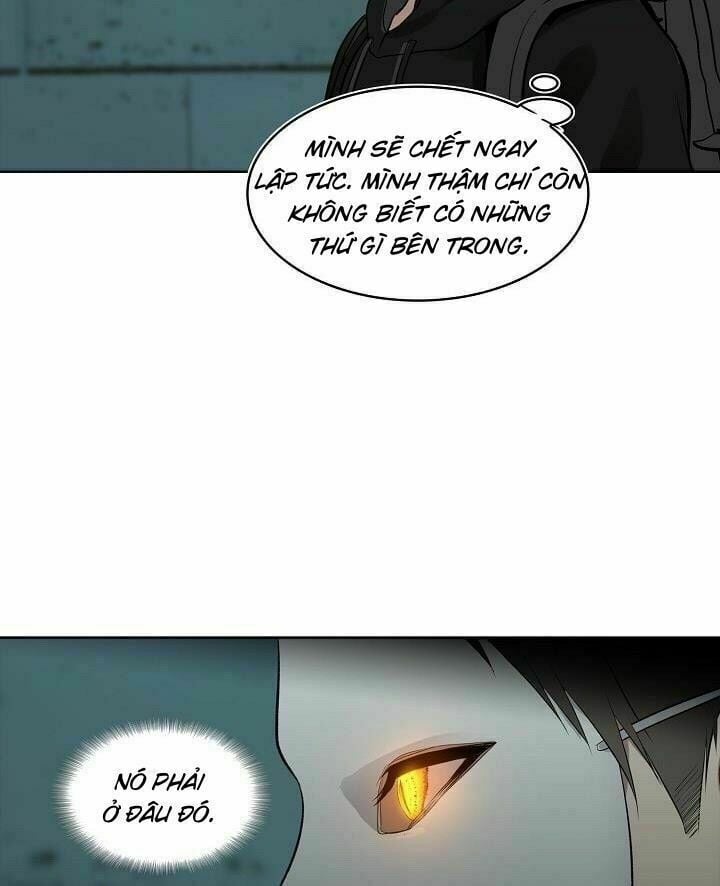 MÌNH SẼ CHẾT NGAY
LẬP TỨC. MÌNH THẬM CHÍ CÒN
KHÔNG BIẾT CÓ NHỮNG
THỨ GÌ BÊN TRONG.
NÓ PHẢI
Ở ĐÂU ĐÓ.